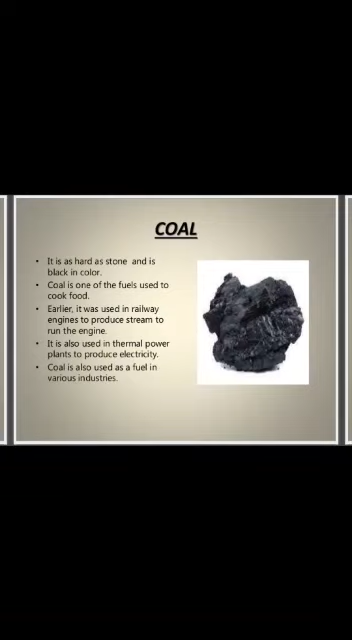 COAL
• It is as hard as stone and is
black in color.
• Coal is one of the fuels used to
cook food.
• Earlier, it was used in railway
engines to produce stream to
run the engine.
• It is also used in thermal power
plants to produce electricity.
• Coal is also used as a fuel in
various industries.